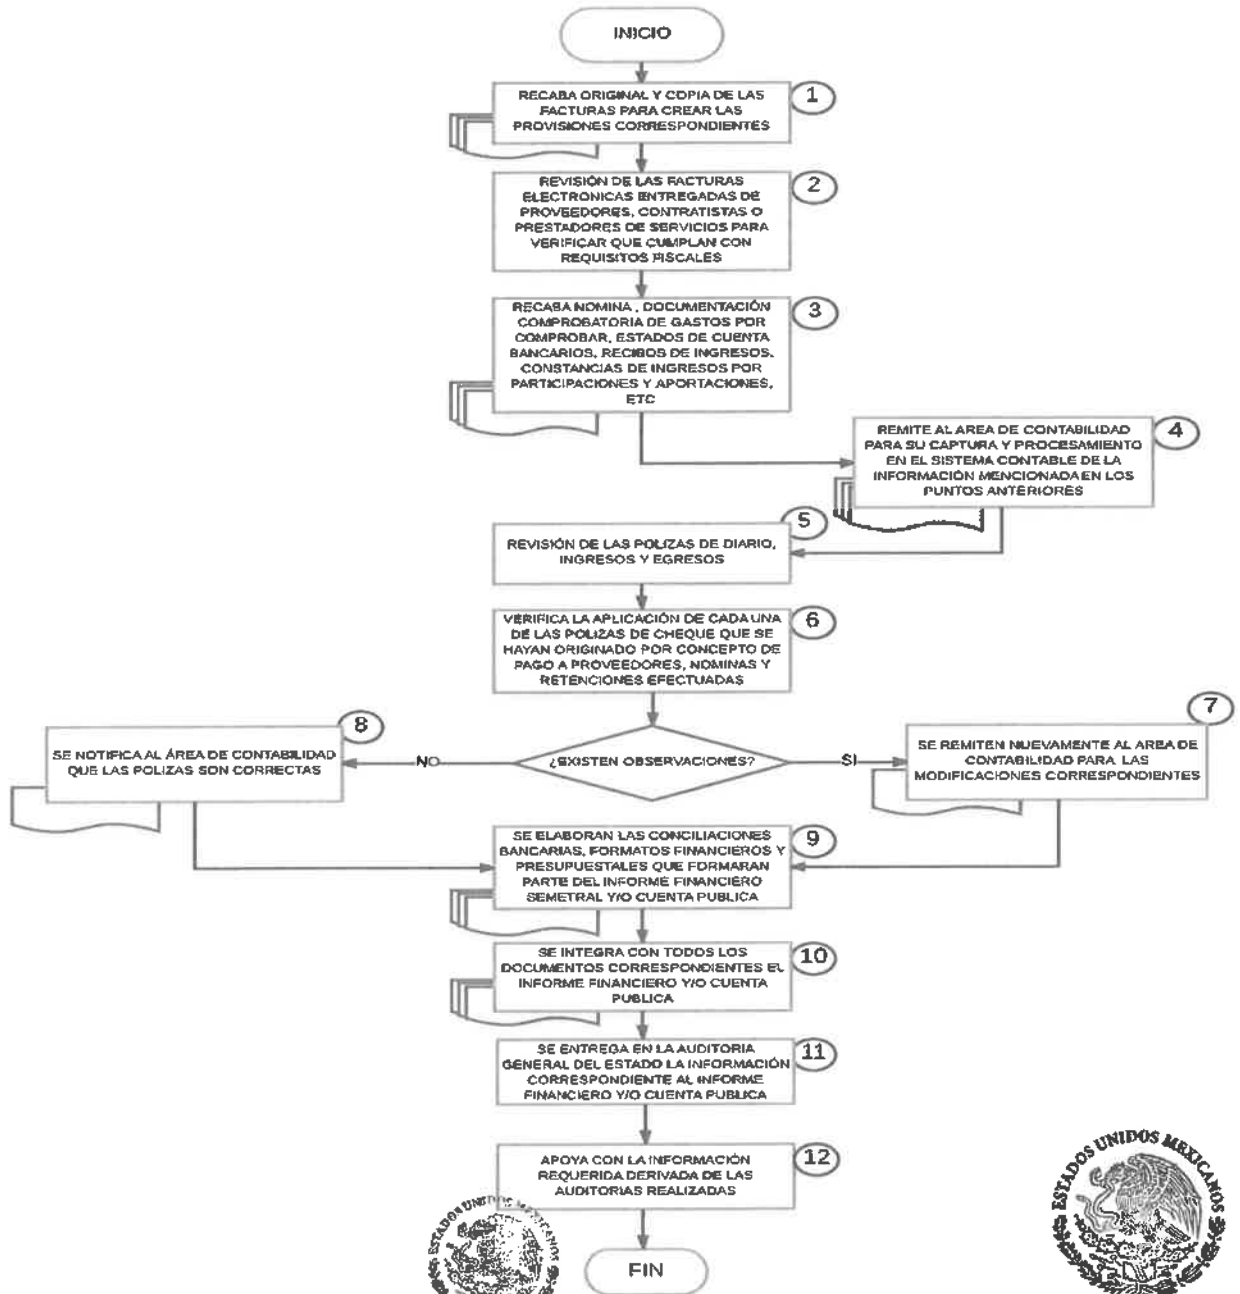 INICIO
1
RECABA ORIGINAL Y COPIA DE LAS
FACTURAS PARA CREAR LAS
PROVISIONES CORRESPONDIENTES
2
REVISIÓN DE LAS FACTURAS
ELECTRONICAS ENTREGADAS DE
PROVEEDORES, CONTRATISTAS O
PRESTADORES DE SERVICIOS PARA
VERIFICAR QUE CUMPLAN CON
REQUISITOS FISCALES
3
RECABA NOMINA , DOCUMENTACIÓN
COMPROBATORIA DE GASTOS POR
COMPROBAR, ESTADOS DE CUENTA
BANCARIOS, RECIBOS DE INGRESOS,
CONSTANCIAS DE INGRESOS POR
PARTICIPACIONES Y APORTACIONES,
ETC
4
REMITE AL AREA DE CONTABILIDAD
PARA SU CAPTURA Y PROCESAMIENTO
EN EL SISTEMA CONTABLE DE LA
INFORMACIÓN MENCIONADA EN LOS
PUNTOS ANTERIORES
5
REVISIÓN DE LAS POLIZAS DE DIARIO,
INGRESOS Y EGRESOS
6
VERIFICA LA APLICACIÓN DE CADA UNA
DE LAS POLIZAS DE CHEQUE QUE SE
HAYAN ORIGINADO POR CONCEPTO DE
PAGO A PROVEEDORES, NOMINAS Y
RETENCIONES EFECTUADAS
8
SE NOTIFICA AL ÁREA DE CONTABILIDAD
QUE LAS POLIZAS SON CORRECTAS
NO
¿EXISTEN OBSERVACIONES?
SI
7
SE REMITEN NUEVAMENTE AL AREA DE
CONTABILIDAD PARA LAS
MODIFICACIONES CORRESPONDIENTES
9
SE ELABORAN LAS CONCILIACIONES
BANCARIAS, FORMATOS FINANCIEROS Y
PRESUPUESTALES QUE FORMARAN
PARTE DEL INFORME FINANCIERO
SEMETRAL Y/O CUENTA PUBLICA
10
SE INTEGRA CON TODOS LOS
DOCUMENTOS CORRESPONDIENTES EL
INFORME FINANCIERO Y/O CUENTA
PUBLICA
11
SE ENTREGA EN LA AUDITORIA
GENERAL DEL ESTADO LA INFORMACIÓN
CORRESPONDIENTE AL INFORME
FINANCIERO Y/O CUENTA PUBLICA
12
APOYA CON LA INFORMACIÓN
REQUERIDA DERIVADA DE LAS
AUDITORIAS REALIZADAS
FIN
ESTADOS UNIDOS MEXICANOS
ESTADOS UNIDOS MEXICANOS